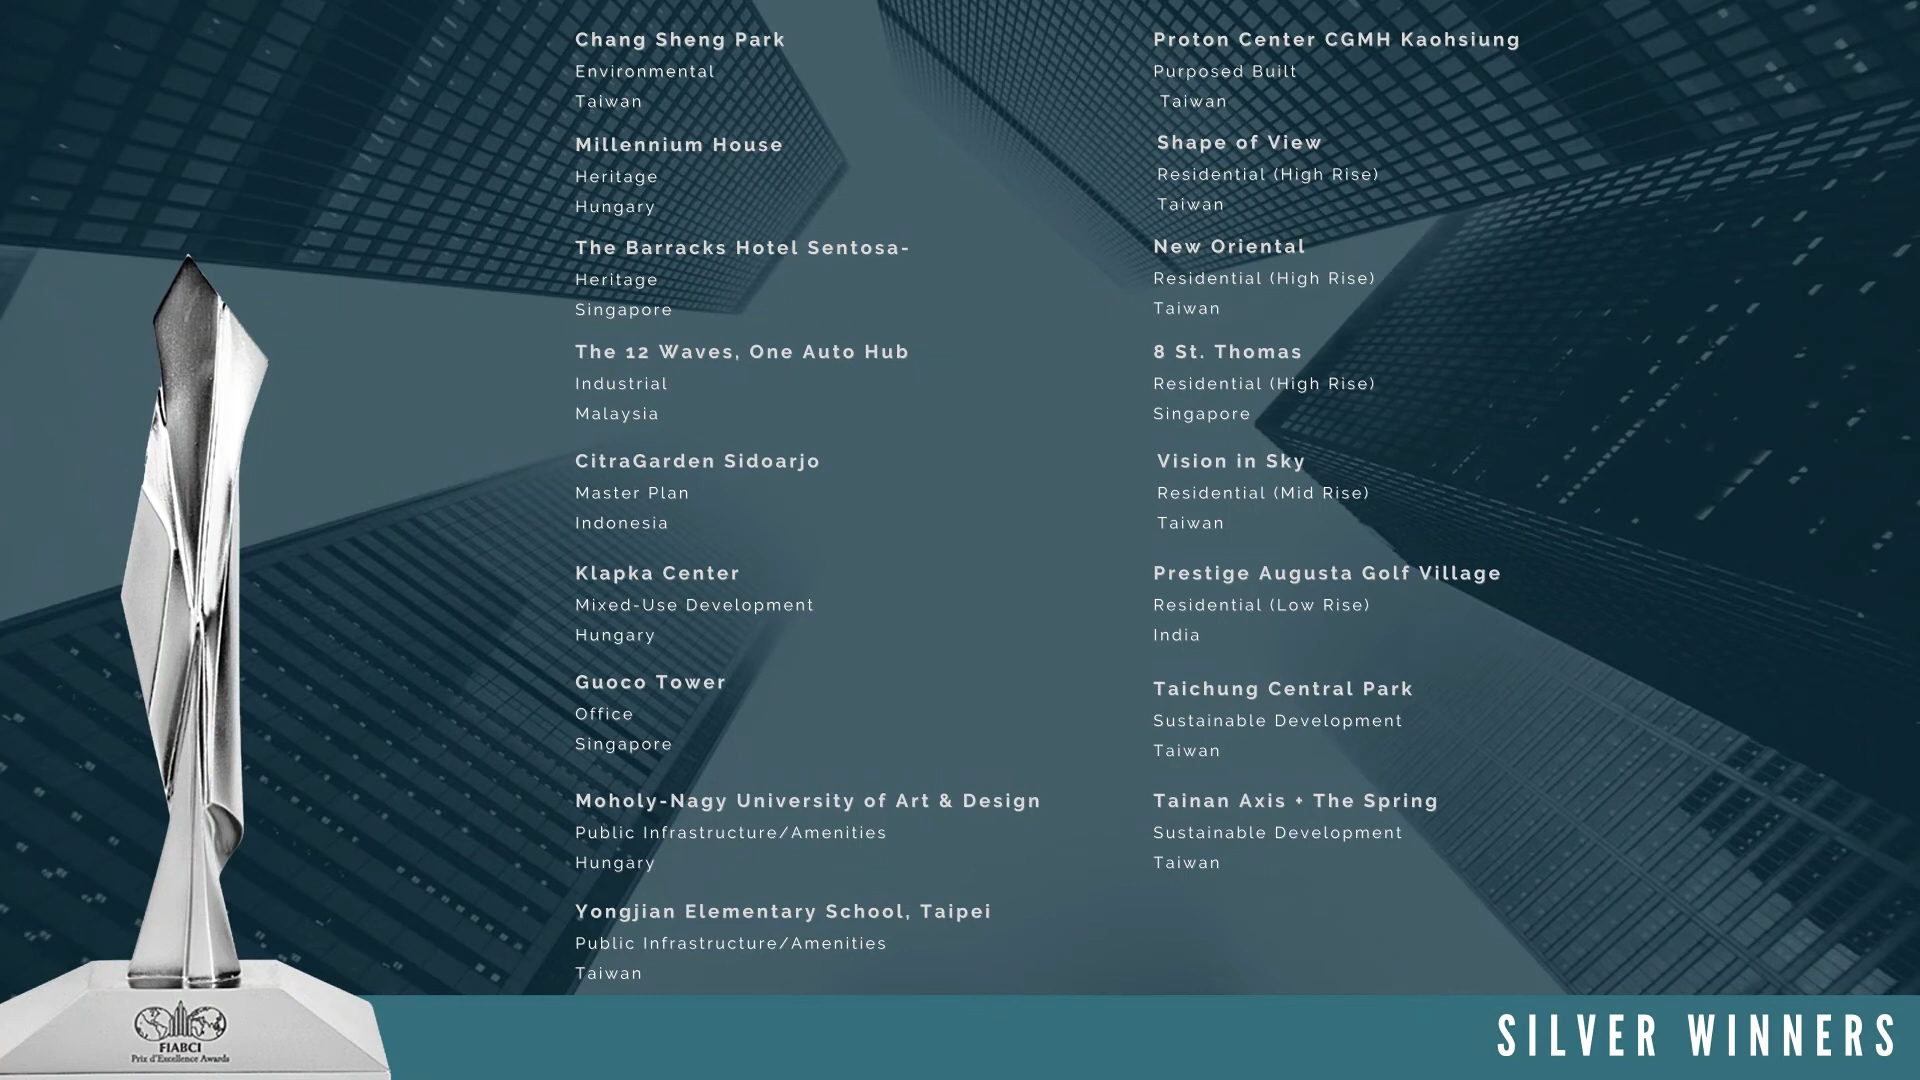 Chang Sheng Park
Environmental
Taiwan
Millennium House
Heritage
Hungary
The Barracks Hotel Sentosa-
Heritage
Singapore
The 12 Waves, One Auto Hub
Industrial
Malaysia
CitraGarden Sidoarjo
Master Plan
Indonesia
Klapka Center
Mixed-Use Development
Hungary
Guoco Tower
Office
Singapore
Moholy-Nagy University of Art & Design
Public Infrastructure/Amenities
Hungary
Yongjian Elementary School, Taipei
Public Infrastructure/Amenities
Taiwan
Proton Center CGMH Kaohsiung
Purposed Built
Taiwan
Shape of View
Residential (High Rise)
Taiwan
New Oriental
Residential (High Rise)
Taiwan
8 St. Thomas
Residential (High Rise)
Singapore
Vision in Sky
Residential (Mid Rise)
Taiwan
Prestige Augusta Golf Village
Residential (Low Rise)
India
Taichung Central Park
Sustainable Development
Taiwan
Tainan Axis + The Spring
Sustainable Development
Taiwan
FIABCI
Prix d'Excellence Awards
SILVER WINNERS